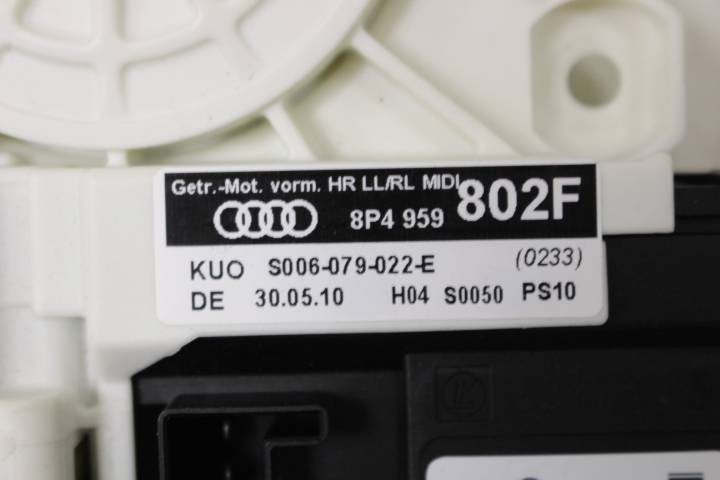 Getr.-Mot. vorm. HR LL/RL MIDI
8P4 959 802F
KUO S006-079-022-E (0233)
DE 30.05.10 H04 S0050 PS10